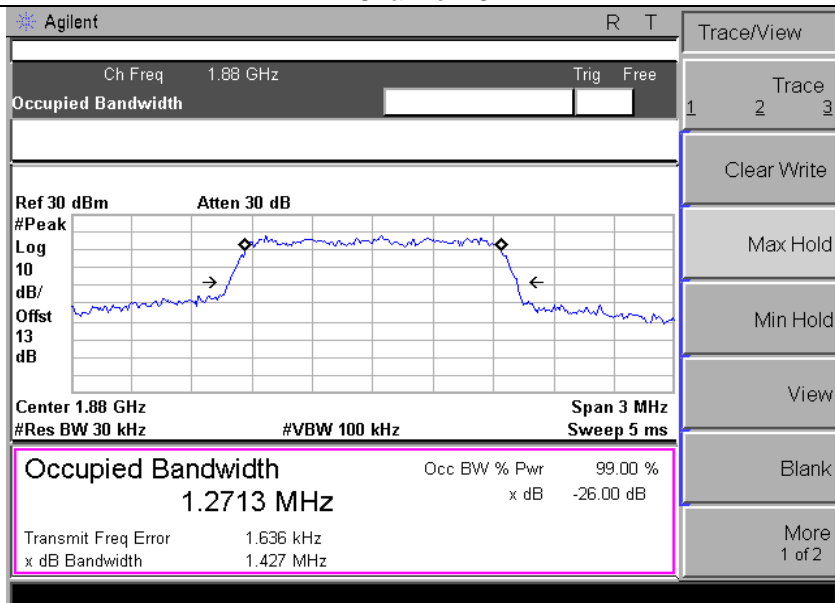 Agilent R T
Ch Freq 1.88 GHz Trig Free
Occupied Bandwidth
Ref 30 dBm Atten 30 dB
#Peak
Log
10
dB/
Offst
13
dB
Center 1.88 GHz Span 3 MHz
#Res BW 30 kHz #VBW 100 kHz Sweep 5 ms
Occupied Bandwidth Occ BW % Pwr 99.00 %
1.2713 MHz x dB -26.00 dB
Transmit Freq Error 1.636 kHz
x dB Bandwidth 1.427 MHz
Trace/View
Trace
1 2 3
Clear Write
Max Hold
Min Hold
View
Blank
More
1 of 2